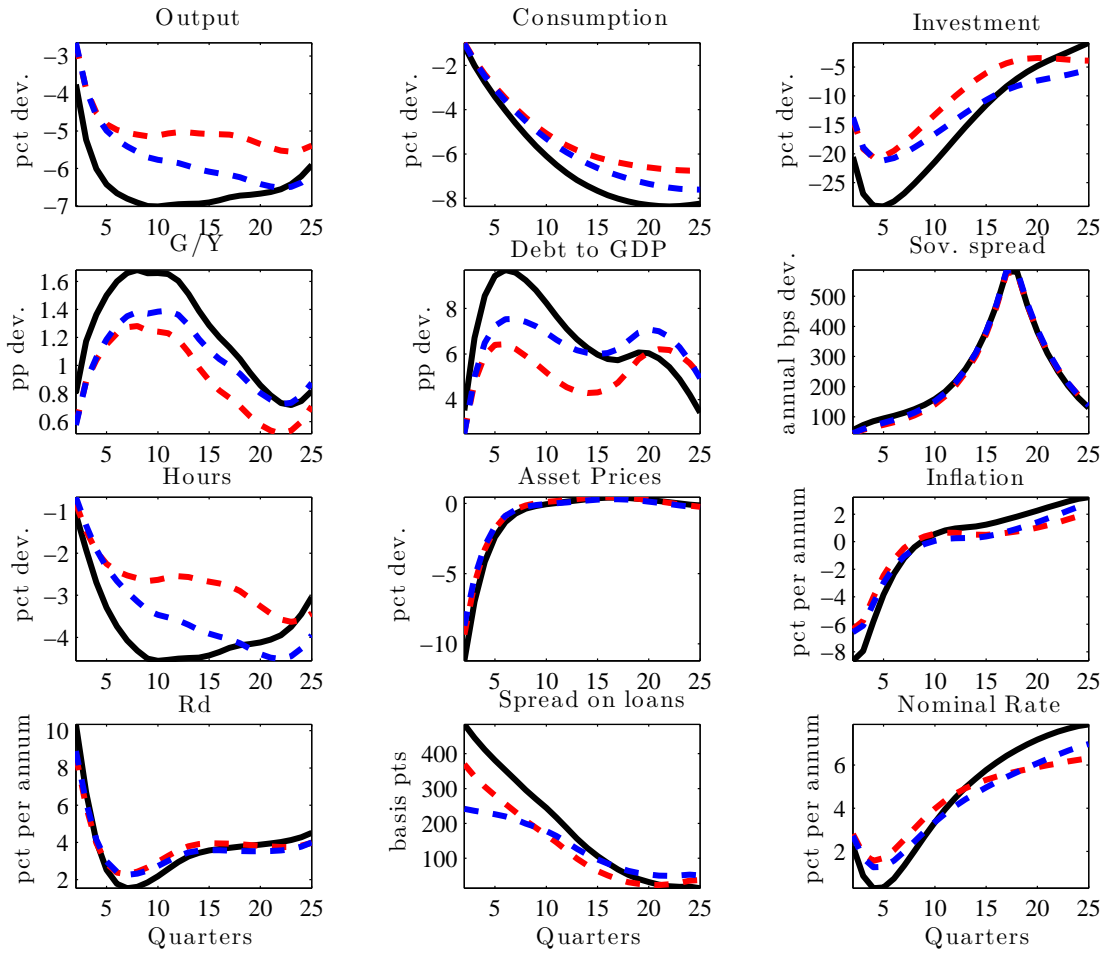 Output
Consumption
Investment
pct dev.
−3
−4
−5
−6
−7
5 10 15 20 25
pct dev.
−2
−4
−6
−8
5 10 15 20 25
pct dev.
−5
−10
−15
−20
−25
5 10 15 20 25
G/Y
Debt to GDP
Sov. spread
pp dev.
1.6
1.4
1.2
1
0.8
0.6
5 10 15 20 25
pp dev.
8
6
4
5 10 15 20 25
annual bps dev.
500
400
300
200
100
5 10 15 20 25
Hours
Asset Prices
Inflation
pct dev.
−1
−2
−3
−4
5 10 15 20 25
pct dev.
0
−5
−10
5 10 15 20 25
pct per annum
2
0
−2
−4
−6
−8
5 10 15 20 25
Rd
Spread on loans
Nominal Rate
pct per annum
10
8
6
4
2
5 10 15 20 25
Quarters
basis pts
400
300
200
100
5 10 15 20 25
Quarters
pct per annum
6
4
2
5 10 15 20 25
Quarters